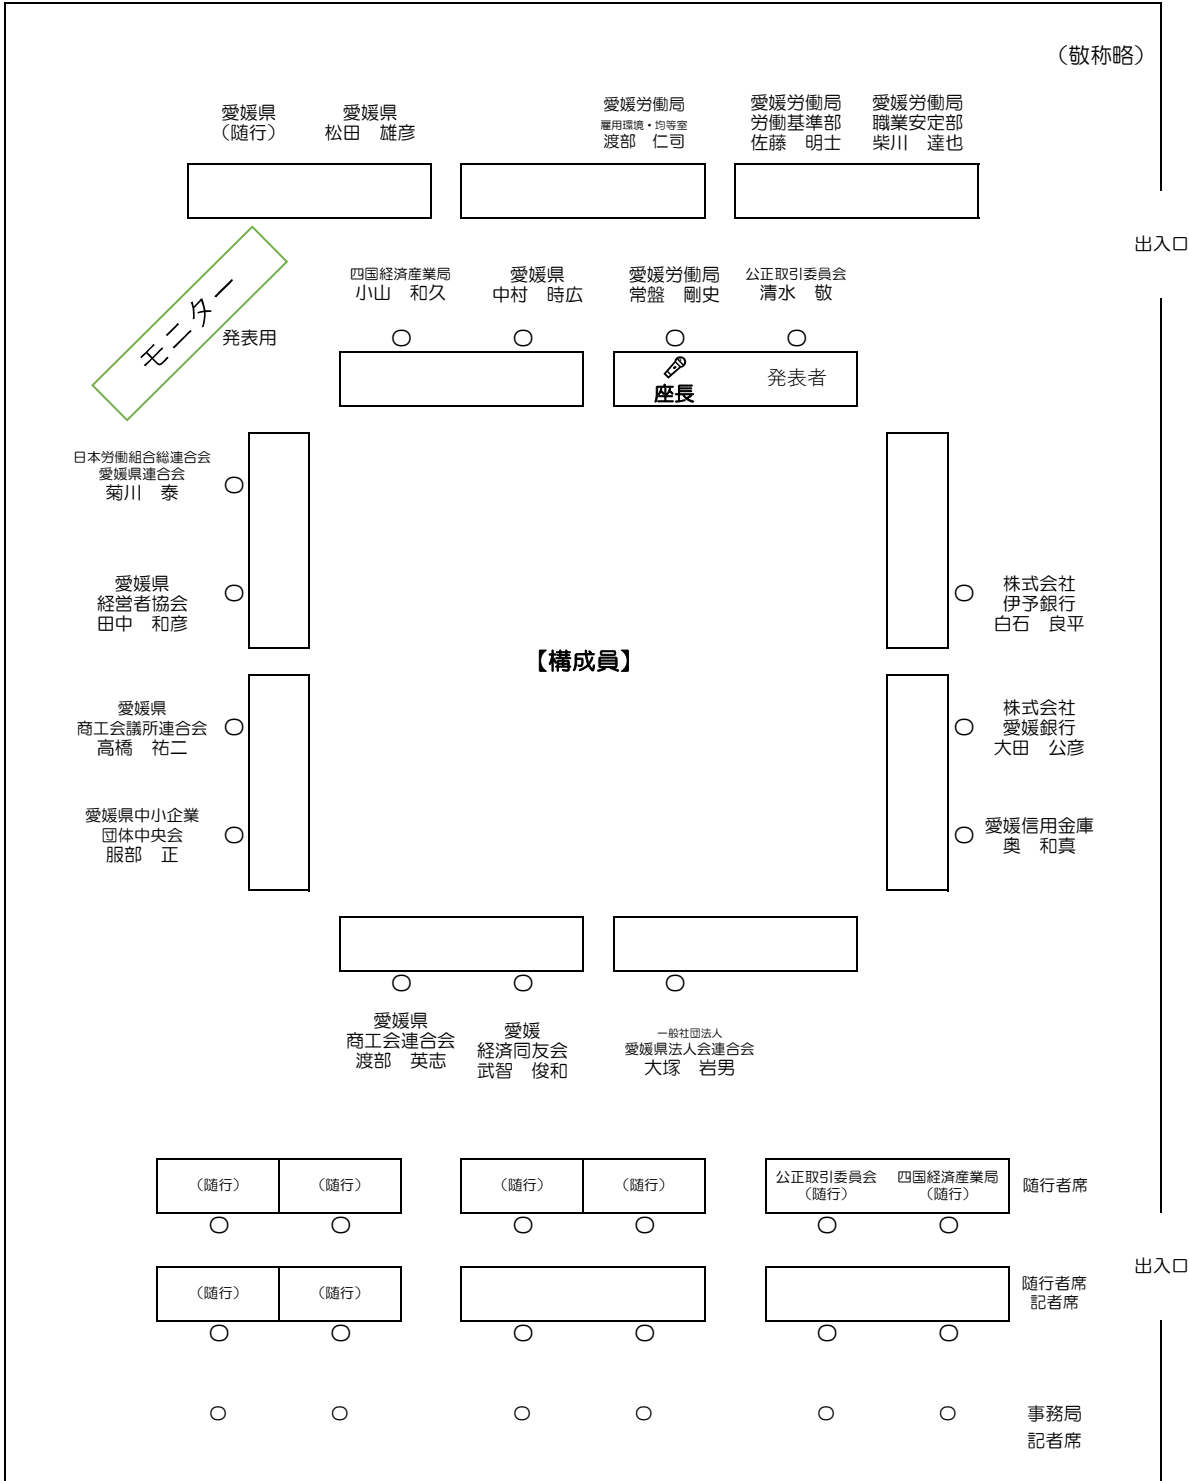 （敬称略）
愛媛県
（随行）
愛媛県
松田　雄彦
愛媛労働局
雇用環境・均等室
渡部　仁司
愛媛労働局
労働基準部
佐藤　明士
愛媛労働局
職業安定部
柴川　達也
出入口
モニター
発表用
四国経済産業局
小山　和久
愛媛県
中村　時広
愛媛労働局
常盤　剛史
公正取引委員会
清水　敬
座長
発表者
日本労働組合総連合会
愛媛県連合会
菊川　泰
愛媛県
経営者協会
田中　和彦
株式会社
伊予銀行
白石　良平
【構成員】
愛媛県
商工会議所連合会
高橋　祐二
株式会社
愛媛銀行
大田　公彦
愛媛県中小企業
団体中央会
服部　正
愛媛信用金庫
奥　和真
愛媛県
商工会連合会
渡部　英志
愛媛
経済同友会
武智　俊和
一般社団法人
愛媛県法人会連合会
大塚　岩男
（随行）
（随行）
（随行）
（随行）
公正取引委員会
（随行）
四国経済産業局
（随行）
随行者席
出入口
（随行）
（随行）
随行者席
記者席
事務局
記者席